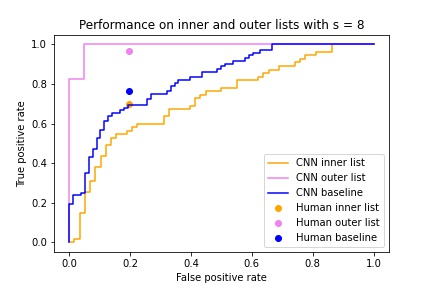 Performance on inner and outer lists with s = 8
True positive rate
1.0
0.8
0.6
0.4
0.2
0.0
CNN inner list
CNN outer list
CNN baseline
Human inner list
Human outer list
Human baseline
0.0 0.2 0.4 0.6 0.8 1.0
False positive rate